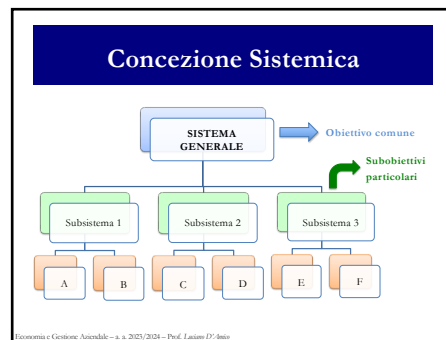 Concezione Sistemica
SISTEMA
GENERALE
Obiettivo comune
Subobiettivi
particolari
Subsistema 1
Subsistema 2
Subsistema 3
A
B
C
D
E
F
Economia e Gestione Aziendale – a. a. 2023/2024 – Prof. Luciano D'Amico